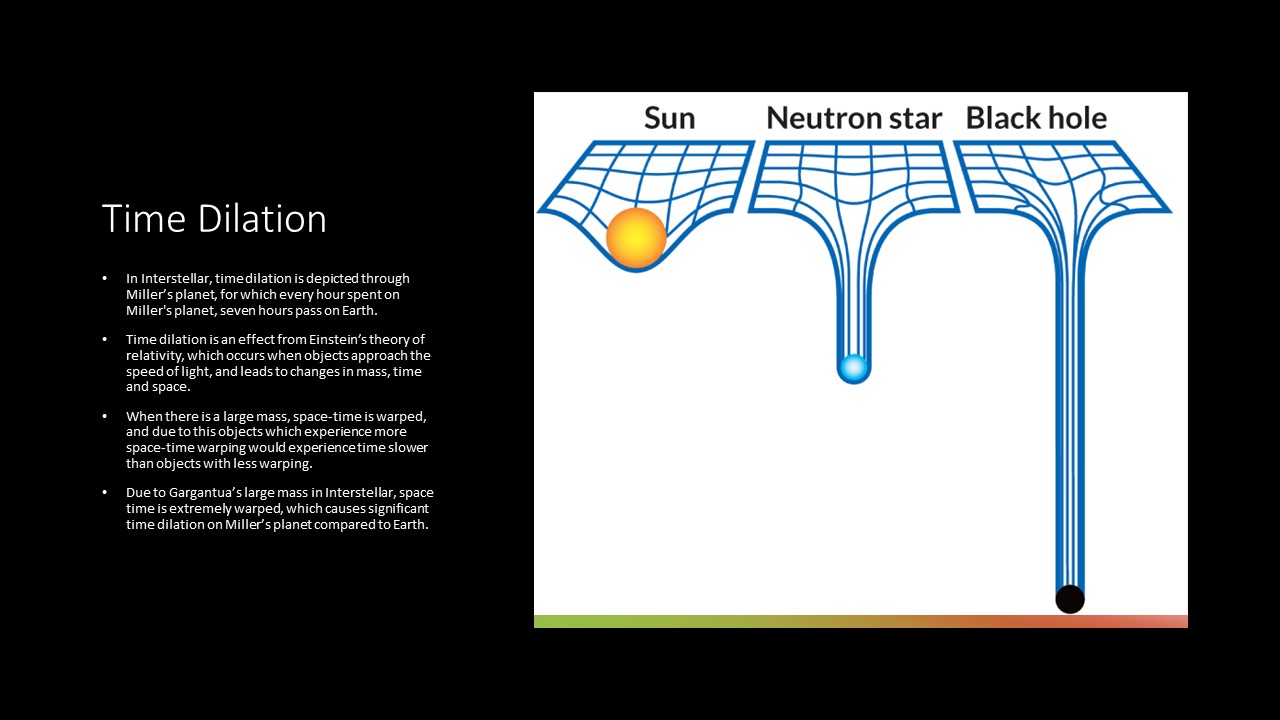 Time Dilation
• In Interstellar, time dilation is depicted through
Miller’s planet, for which every hour spent on
Miller's planet, seven hours pass on Earth.
• Time dilation is an effect from Einstein’s theory of
relativity, which occurs when objects approach the
speed of light, and leads to changes in mass, time
and space.
• When there is a large mass, space-time is warped,
and due to this objects which experience more
space-time warping would experience time slower
than objects with less warping.
• Due to Gargantua’s large mass in Interstellar, space
time is extremely warped, which causes significant
time dilation on Miller’s planet compared to Earth.
Sun
Neutron star
Black hole